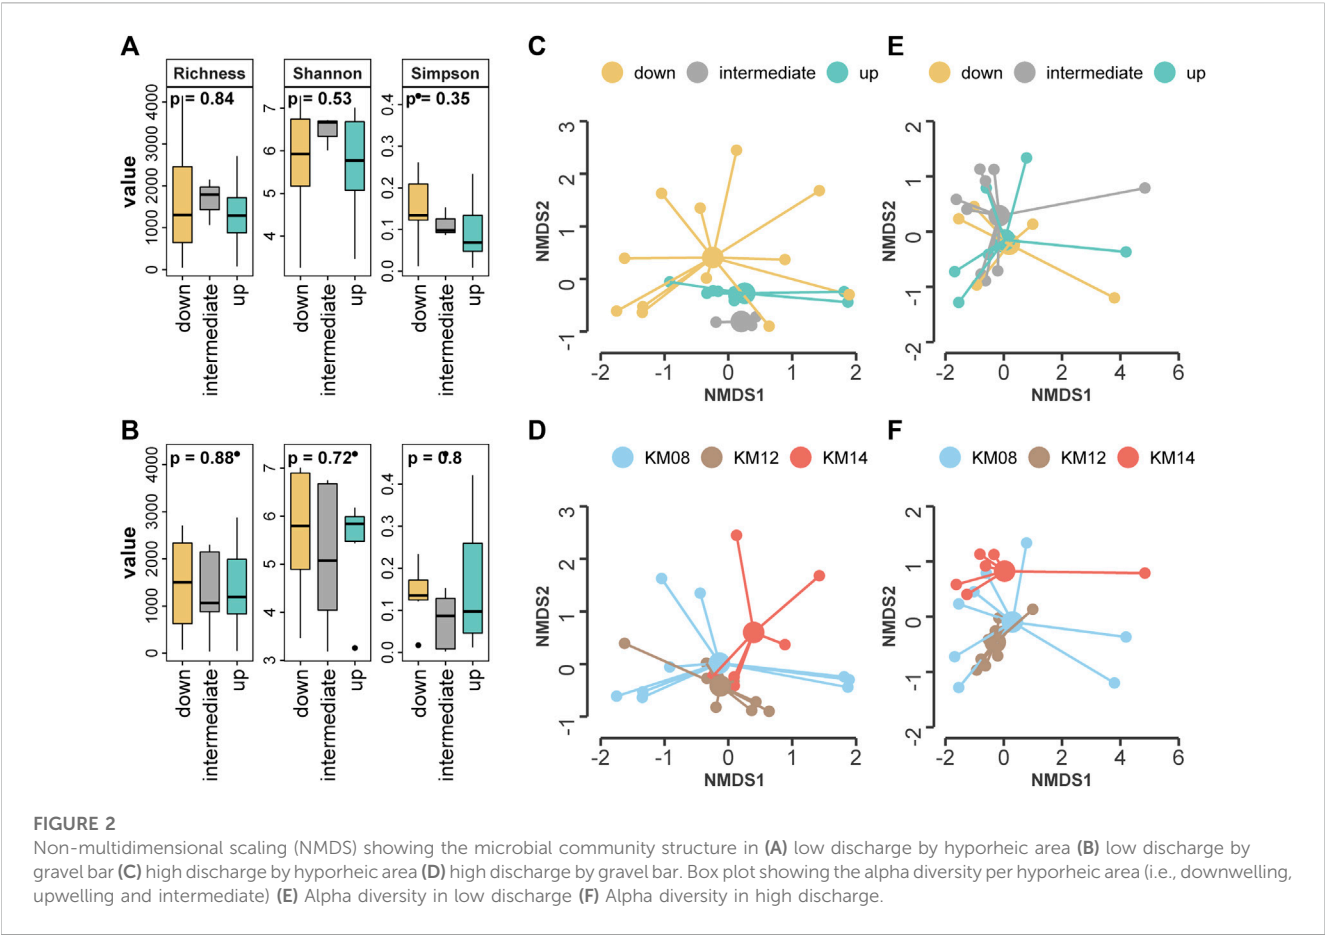 A
Richness Shannon Simpson
p = 0.84 p = 0.53 p = 0.35
value
4000
3000
2000
1000
0
7
6
5
4
0.4
0.3
0.2
0.1
0.0
down intermediate up
down intermediate up
down intermediate up
B
p = 0.88 p = 0.72 p = 0.8
value
4000
3000
2000
1000
0
7
6
5
4
3
0.4
0.3
0.2
0.1
0.0
down intermediate up
down intermediate up
down intermediate up
C
down intermediate up
NMDS2
3
2
1
0
-1
-2 -1 0 1 2
NMDS1
D
KM08 KM12 KM14
NMDS2
3
2
1
0
-1
-2 -1 0 1 2
NMDS1
E
down intermediate up
NMDS2
2
1
0
-1
-2
-2 0 2 4 6
NMDS1
F
KM08 KM12 KM14
NMDS2
2
1
0
-1
-2
-2 0 2 4 6
NMDS1
FIGURE 2
Non-multidimensional scaling (NMDS) showing the microbial community structure in (A) low discharge by hyporheic area (B) low discharge by
gravel bar (C) high discharge by hyporheic area (D) high discharge by gravel bar. Box plot showing the alpha diversity per hyporheic area (i.e., downwelling,
upwelling and intermediate) (E) Alpha diversity in low discharge (F) Alpha diversity in high discharge.